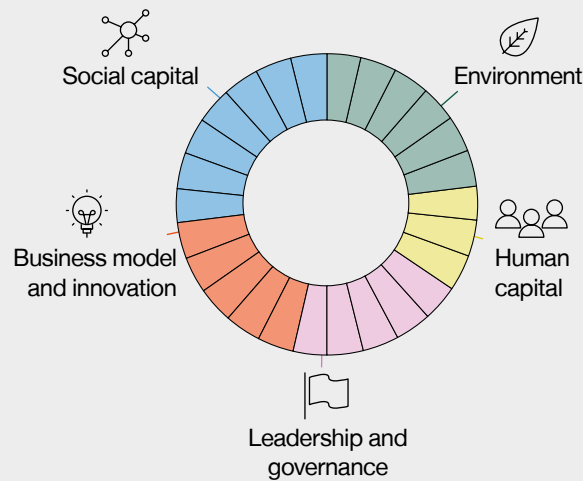 Social capital
Environment
Business model
and innovation
Human
capital
Leadership and
governance